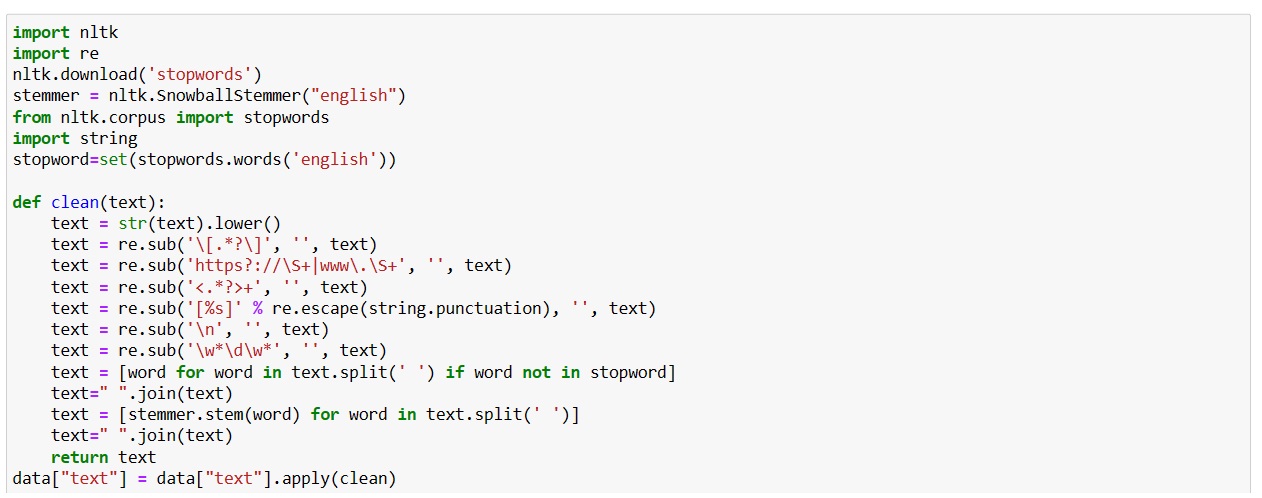 import nltk
import re
nltk.download('stopwords')
stemmer = nltk.SnowballStemmer("english")
from nltk.corpus import stopwords
import string
stopword=set(stopwords.words('english'))

def clean(text):
    text = str(text).lower()
    text = re.sub('\[.*?\]', '', text)
    text = re.sub('https?://\S+|www\.\S+', '', text)
    text = re.sub('<.*?>+', '', text)
    text = re.sub('[%s]' % re.escape(string.punctuation), '', text)
    text = re.sub('\n', '', text)
    text = re.sub('\w*\d\w*', '', text)
    text = [word for word in text.split(' ') if word not in stopword]
    text=" ".join(text)
    text = [stemmer.stem(word) for word in text.split(' ')]
    text=" ".join(text)
    return text
data["text"] = data["text"].apply(clean)